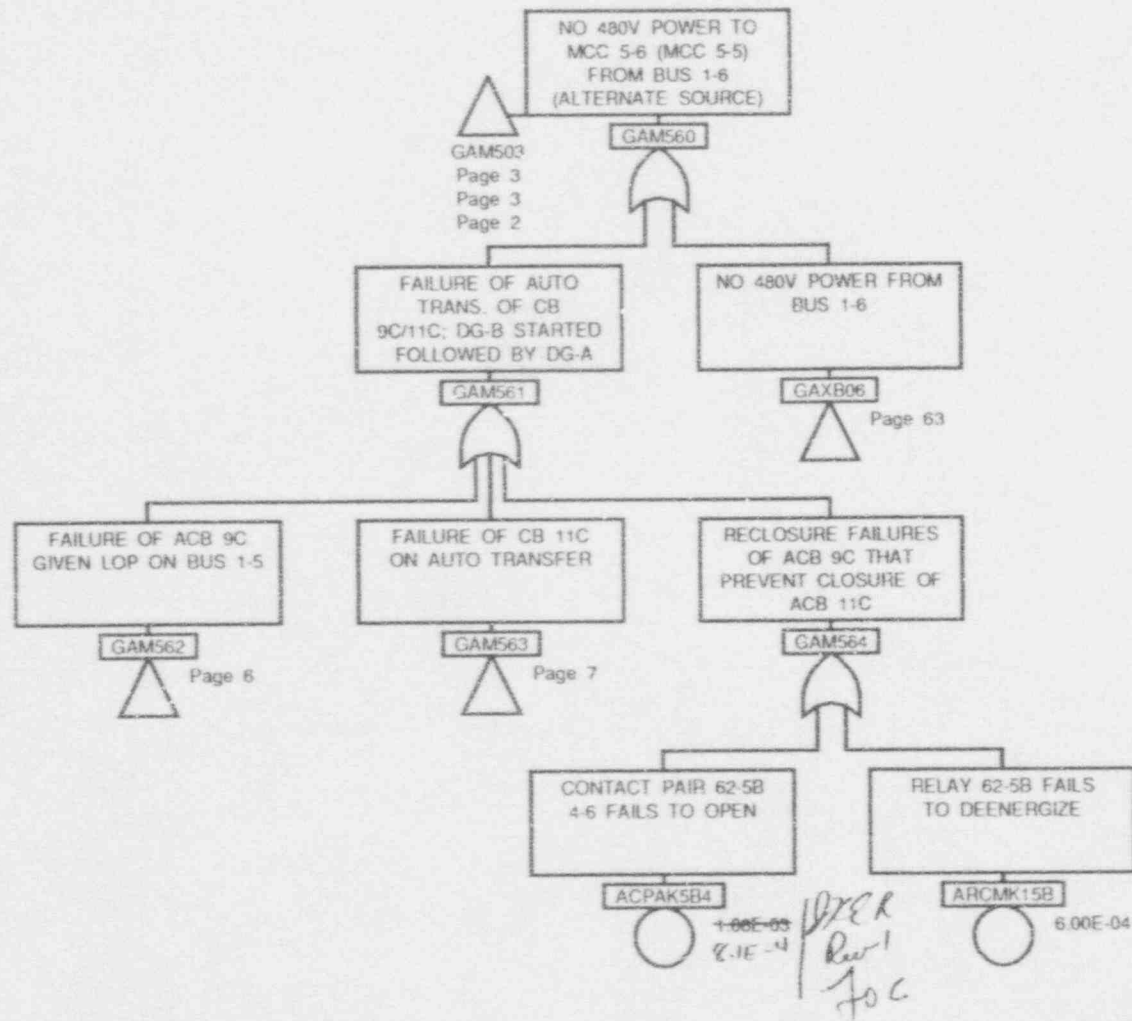 NO 480V POWER TO
MCC 5-6 (MCC 5-5)
FROM BUS 1-6
(ALTERNATE SOURCE)
GAM560
GAM503
Page 3
Page 3
Page 2
FAILURE OF AUTO
TRANS. OF CB
9C/11C; DG-B STARTED
FOLLOWED BY DG-A
GAM561
NO 480V POWER FROM
BUS 1-6
GAXB06
Page 63
FAILURE OF ACB 9C
GIVEN LOP ON BUS 1-5
GAM562
Page 6
FAILURE OF CB 11C
ON AUTO TRANSFER
GAM563
Page 7
RECLOSURE FAILURES
OF ACB 9C THAT
PREVENT CLOSURE OF
ACB 11C
GAM564
CONTACT PAIR 62-5B
4-6 FAILS TO OPEN
ACPAK5B4
8.1E-4
Rev 1
RELAY 62-5B FAILS
TO DEENERGIZE
ARCMK15B
6.00E-04